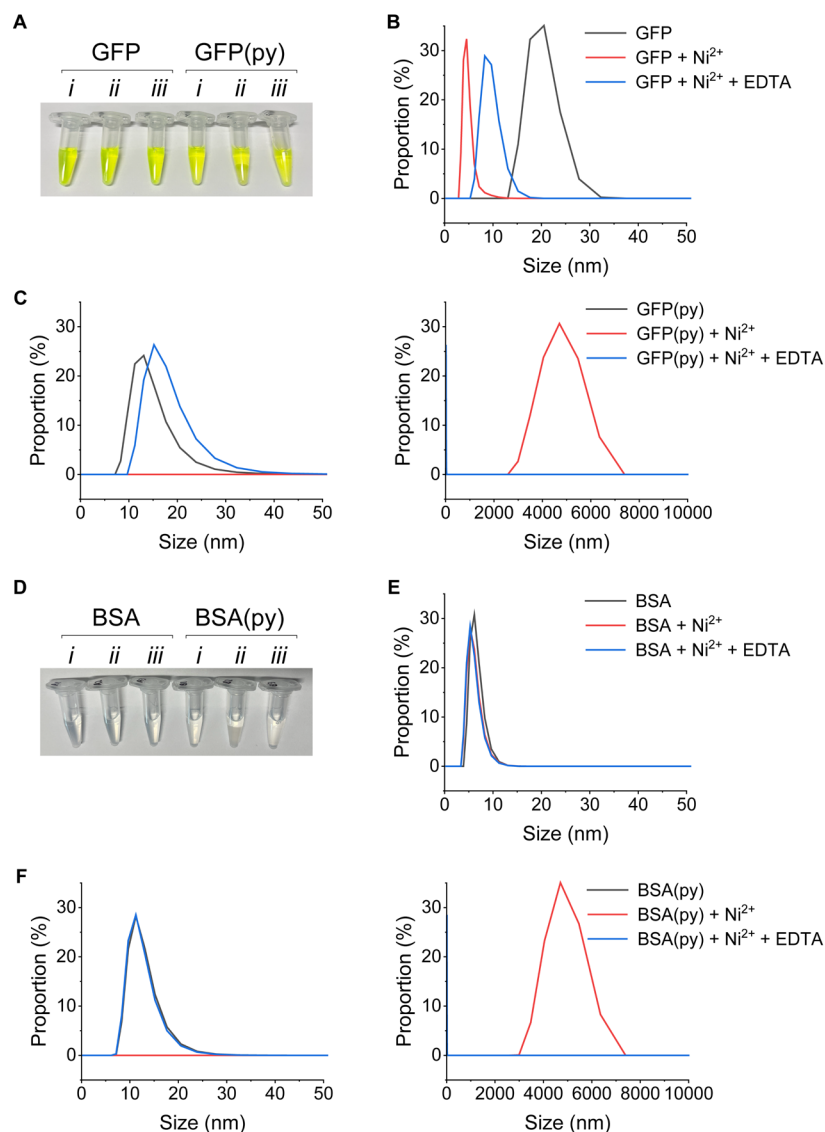 A
GFP GFP(py)
i ii iii i ii iii
B
GFP
GFP + Ni²⁺
GFP + Ni²⁺ + EDTA
Proportion (%)
30
20
10
0
0 10 20 30 40 50
Size (nm)
C
Proportion (%)
30
20
10
0
0 10 20 30 40 50
Size (nm)
GFP(py)
GFP(py) + Ni²⁺
GFP(py) + Ni²⁺ + EDTA
Proportion (%)
30
20
10
0
0 2000 4000 6000 8000 10000
Size (nm)
D
BSA BSA(py)
i ii iii i ii iii
E
BSA
BSA + Ni²⁺
BSA + Ni²⁺ + EDTA
Proportion (%)
30
20
10
0
0 10 20 30 40 50
Size (nm)
F
Proportion (%)
30
20
10
0
0 10 20 30 40 50
Size (nm)
BSA(py)
BSA(py) + Ni²⁺
BSA(py) + Ni²⁺ + EDTA
Proportion (%)
30
20
10
0
0 2000 4000 6000 8000 10000
Size (nm)